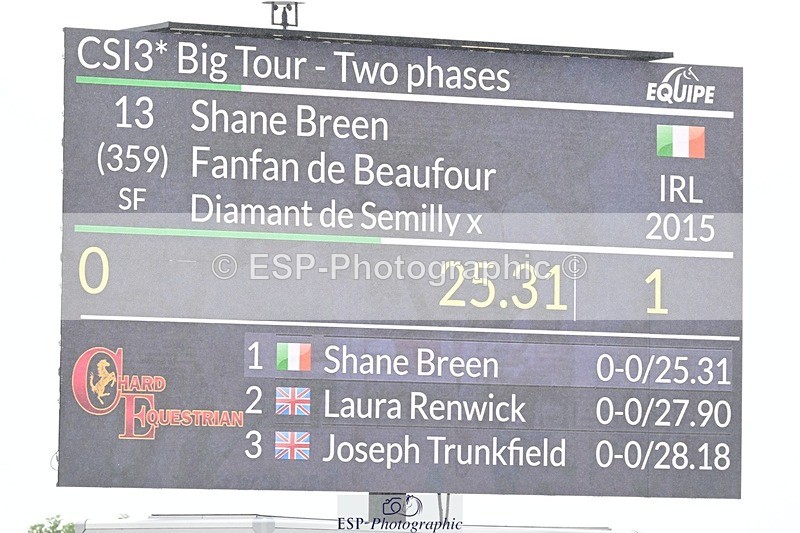 CSI3* Big Tour - Two phases
EQUIPE
13 Shane Breen
(359) Fanfan de Beaufour IRL
SF Diamant de Semilly x 2015
© ESP-Photographic ©
0 25.31 1
1 Shane Breen 0-0/25.31
2 Laura Renwick 0-0/27.90
3 Joseph Trunkfield 0-0/28.18
CHARD
EQUESTRIAN
ESP-Photographic